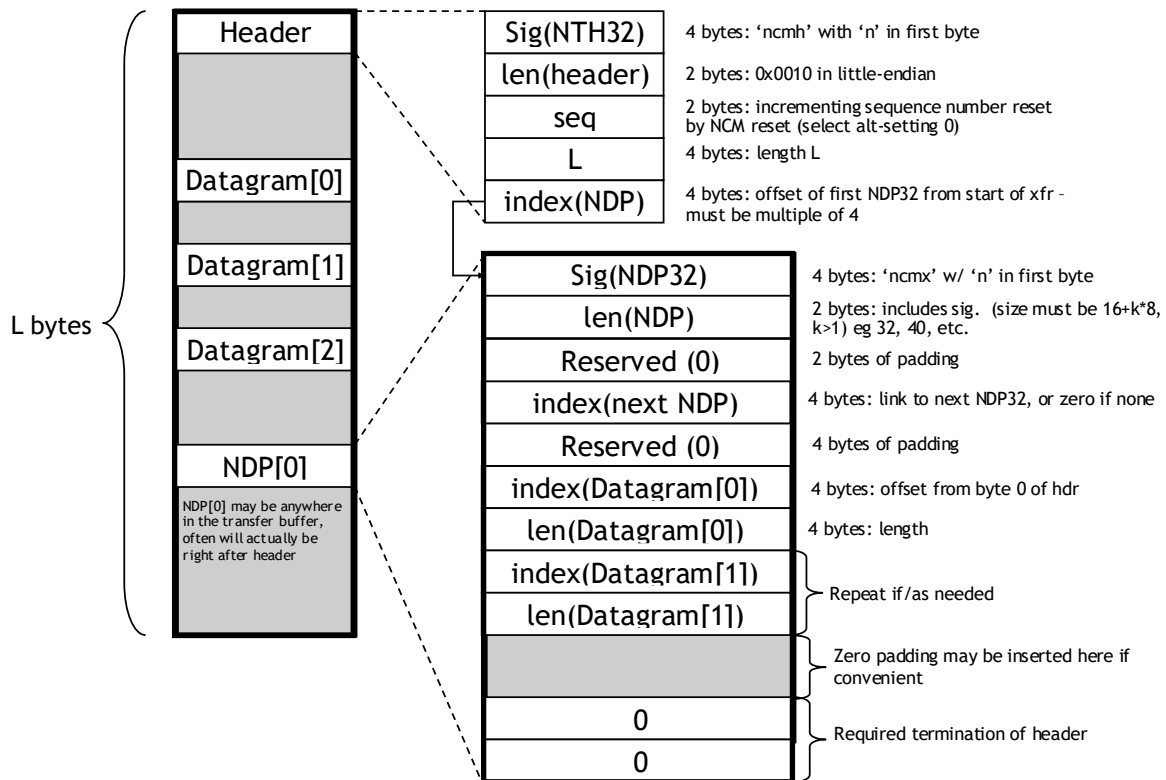 Header
Datagram[0]
Datagram[1]
Datagram[2]
NDP[0]
NDP[0] may be anywhere
in the transfer buffer,
often will actually be
right after header
L bytes
Sig(NTH32)
4 bytes: ‘ncmh’ with ‘n’ in first byte
len(header)
2 bytes: 0x0010 in little-endian
seq
2 bytes: incrementing sequence number reset
by NCM reset (select alt-setting 0)
L
4 bytes: length L
index(NDP)
4 bytes: offset of first NDP32 from start of xfr –
must be multiple of 4
Sig(NDP32)
4 bytes: ‘ncmx’ w/ ‘n’ in first byte
len(NDP)
2 bytes: includes sig. (size must be 16+k*8,
k>1) eg 32, 40, etc.
Reserved (0)
2 bytes of padding
index(next NDP)
4 bytes: link to next NDP32, or zero if none
Reserved (0)
4 bytes of padding
index(Datagram[0])
4 bytes: offset from byte 0 of hdr
len(Datagram[0])
4 bytes: length
index(Datagram[1])
len(Datagram[1])
Repeat if/as needed
Zero padding may be inserted here if
convenient
0
0
Required termination of header